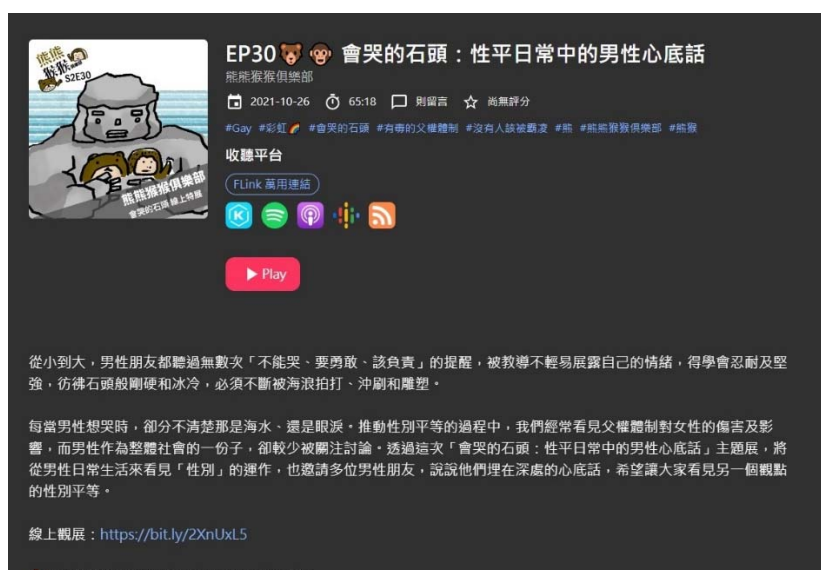 熊熊
猴猴俱樂部
S2E30
熊熊猴猴俱樂部
會哭的石頭 線上特展
EP30🐻 🐵 會哭的石頭：性平日常中的男性心底話
熊熊猴猴俱樂部
2021-10-26 65:18 則留言 尚無評分
#Gay #彩虹🌈 #會哭的石頭 #有毒的父權體制 #沒有人該被霸凌 #熊 #熊熊猴猴俱樂部 #熊猴
收聽平台
FLink 萬用連結
Play
從小到大，男性朋友都聽過無數次「不能哭、要勇敢、該負責」的提醒，被教導不輕易展露自己的情緒，得學會忍耐及堅
強，彷彿石頭般剛硬和冰冷，必須不斷被海浪拍打、沖刷和雕塑。
每當男性想哭時，卻分不清楚那是海水、還是眼淚。推動性別平等的過程中，我們經常看見父權體制對女性的傷害及影
響，而男性作為整體社會的一份子，卻較少被關注討論。透過這次「會哭的石頭：性平日常中的男性心底話」主題展，將
從男性日常生活來看見「性別」的運作，也邀請多位男性朋友，說說他們埋在深處的心底話，希望讓大家看見另一個觀點
的性別平等。
線上觀展：https://bit.ly/2XnUxL5